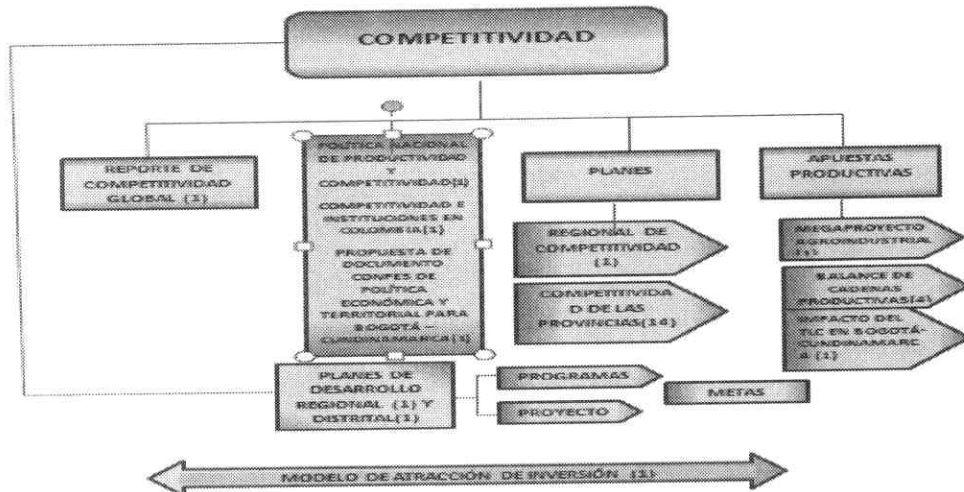 COMPETITIVIDAD
REPORTE DE
COMPETITIVIDAD
GLOBAL (1)
POLÍTICA NACIONAL
DE PRODUCTIVIDAD
Y
COMPETITIVIDAD(1)
COMPETITIVIDAD E
INSTITUCIONES EN
COLOMBIA(1)
PROPUESTA DE
DOCUMENTO
CONPES DE
POLÍTICA
ECONÓMICA Y
TERRITORIAL PARA
BOGOTÁ –
CUNDINAMARCA(1)
PLANES
REGIONAL DE
COMPETITIVIDAD
(1)
COMPETITIVIDA
D DE LAS
PROVINCIAS(14)
APUESTAS
PRODUCTIVAS
MEGAPROYECTO
AGROINDUSTRIAL
(1)
BALANCE DE
CADENAS
PRODUCTIVAS(4)
IMPACTO DEL
TLC EN BOGOTÁ-
CUNDINAMARC
A (1)
PLANES DE
DESARROLLO
REGIONAL (1) Y
DISTRITAL(1)
PROGRAMAS
PROYECTO
METAS
MODELO DE ATRACCIÓN DE INVERSIÓN (1)